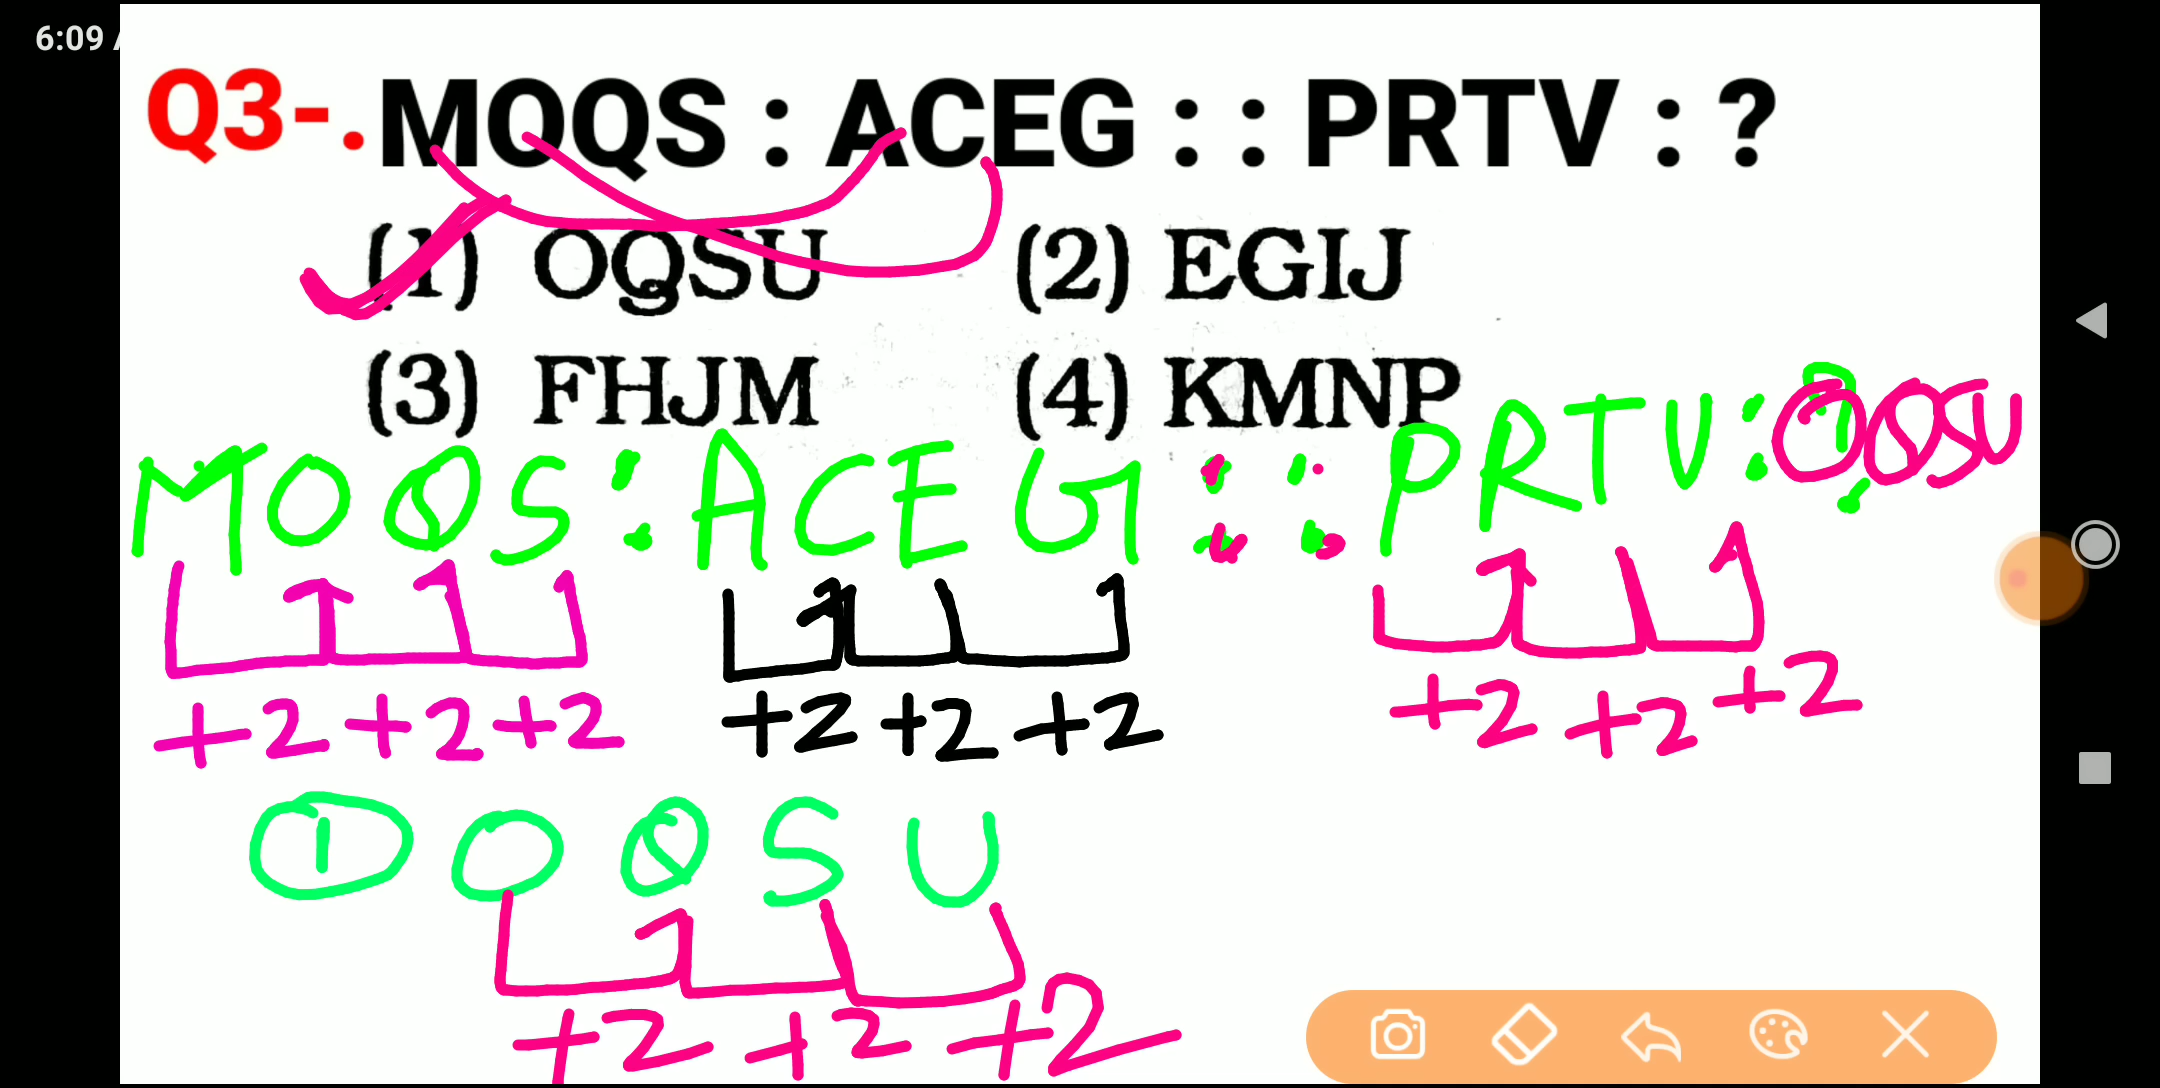 6:09
Q3-. MOQS : ACEG : : PRTV : ?
(1) OQSU (2) EGIJ
(3) FHJM (4) KMNP
MOQS : ACEG : : PRTV : OQSU
+2 +2 +2 +2 +2 +2 +2 +2 +2
1 OQSU
+2 +2 +2